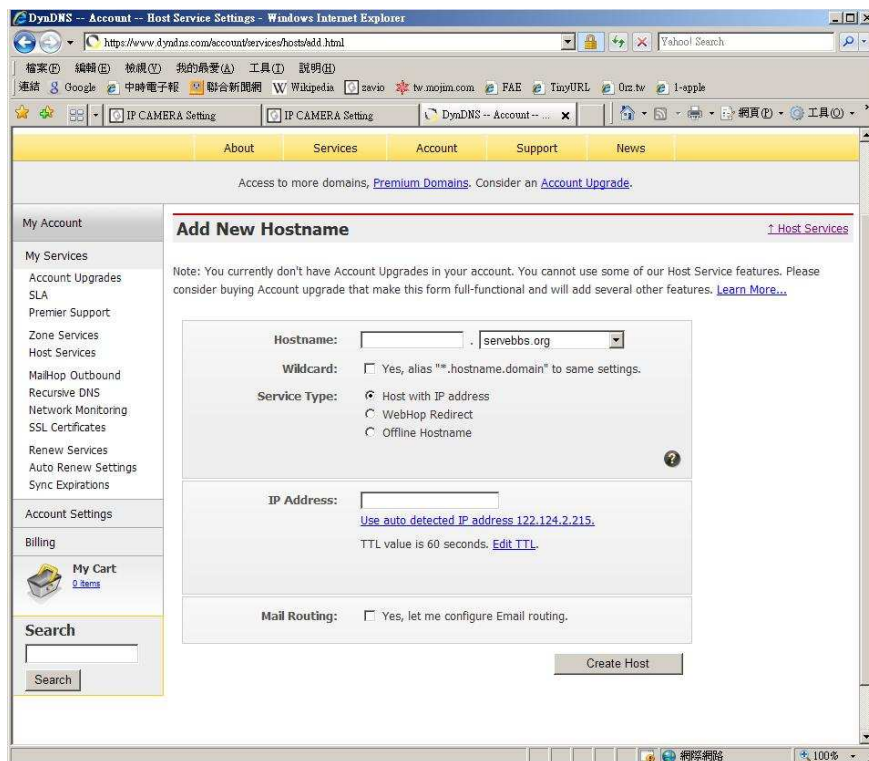 DynDNS -- Account -- Host Service Settings - Windows Internet Explorer
https://www.dyndns.com/account/services/hosts/add.html
Yahoo! Search
檔案(F) 編輯(E) 檢視(V) 我的最愛(A) 工具(T) 說明(H)
連結 Google 中時電子報 聯合新聞網 Wikipedia zavio tw.mojim.com FAE TinyURL 0rz.tw 1-apple
IP CAMERA Setting IP CAMERA Setting DynDNS -- Account -- ... 網頁(P) 工具(O)
About Services Account Support News
Access to more domains, Premium Domains. Consider an Account Upgrade.
My Account
Add New Hostname
↑ Host Services
My Services
Account Upgrades
SLA
Premier Support
Zone Services
Host Services
MailHop Outbound
Recursive DNS
Network Monitoring
SSL Certificates
Renew Services
Auto Renew Settings
Sync Expirations
Account Settings
Billing
My Cart
0 items
Search
Search
Note: You currently don't have Account Upgrades in your account. You cannot use some of our Host Service features. Please
consider buying Account upgrade that make this form full-functional and will add several other features. Learn More...
Hostname: . servebbs.org
Wildcard: Yes, alias "*.hostname.domain" to same settings.
Service Type: Host with IP address
WebHop Redirect
Offline Hostname
?
IP Address:
Use auto detected IP address 122.124.2.215.
TTL value is 60 seconds. Edit TTL.
Mail Routing: Yes, let me configure Email routing.
Create Host
網際網路 100%